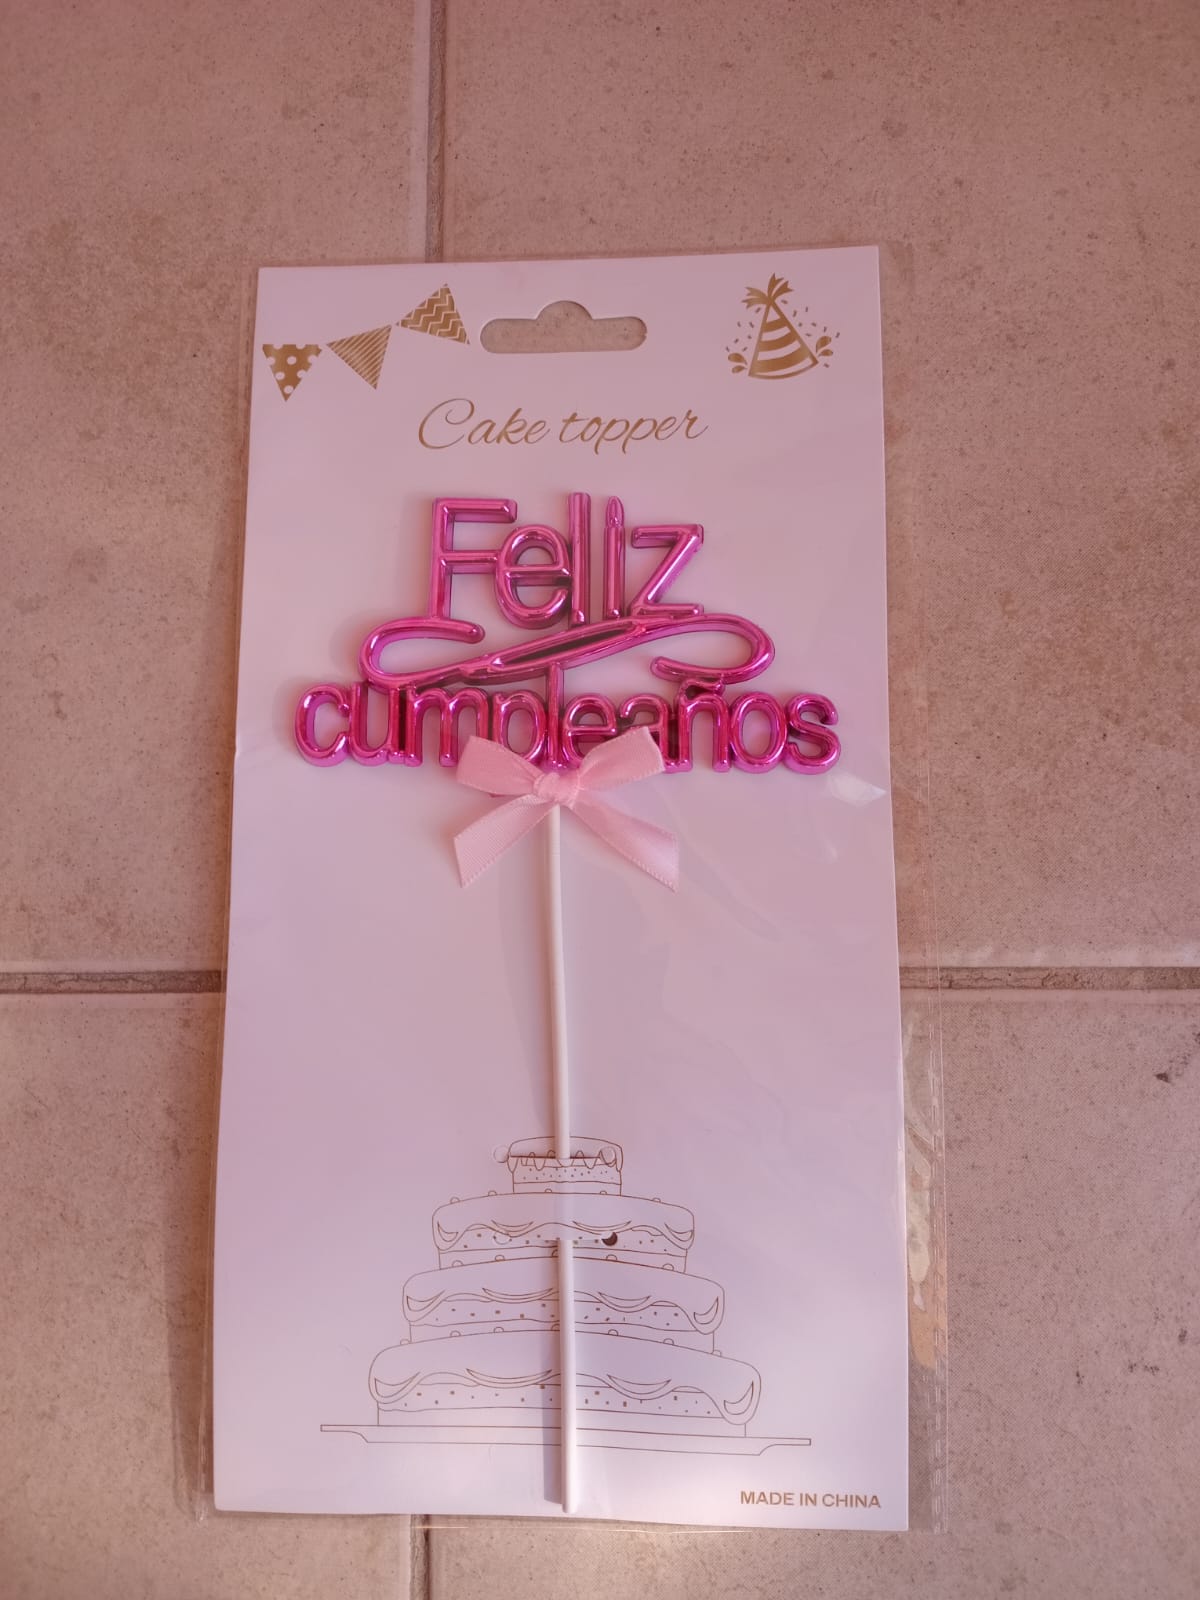 Cake topper
Feliz
cumpleaños
MADE IN CHINA